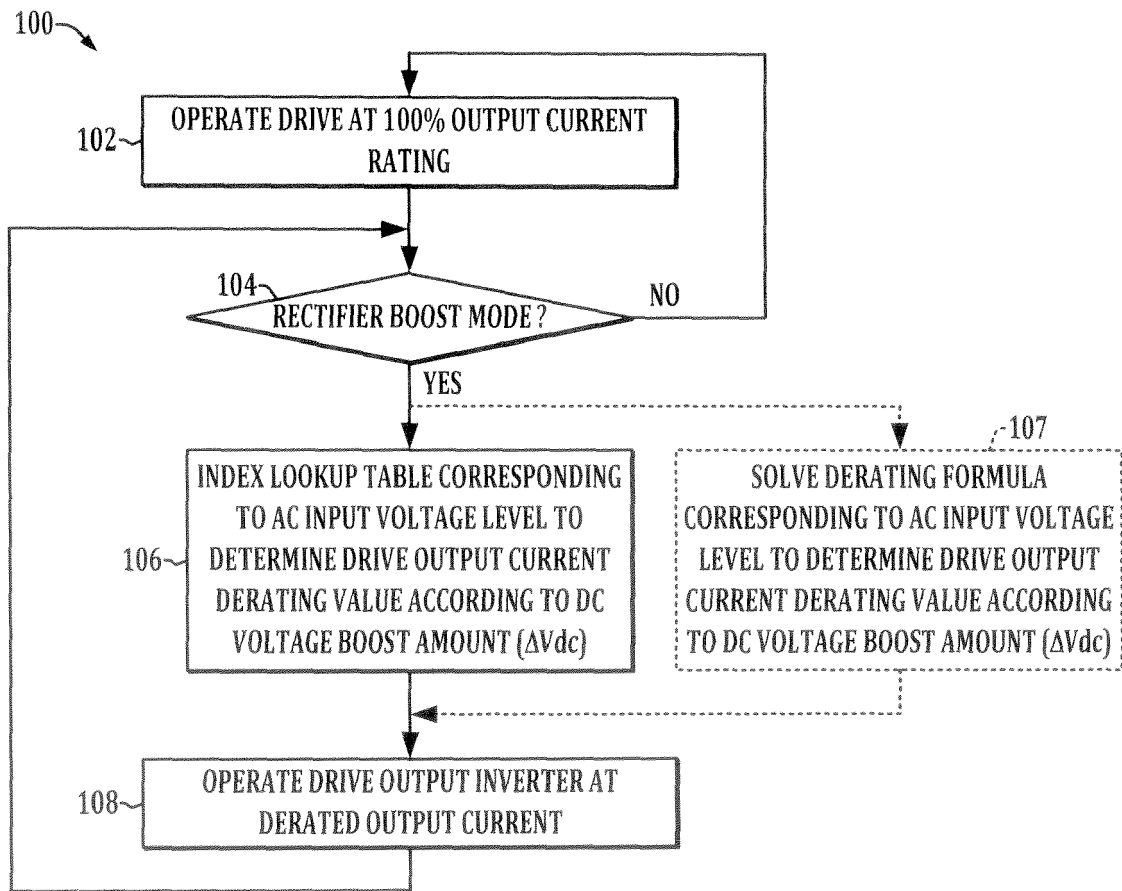 100
OPERATE DRIVE AT 100% OUTPUT CURRENT
RATING
102
104
RECTIFIER BOOST MODE ?
NO
YES
107
INDEX LOOKUP TABLE CORRESPONDING
TO AC INPUT VOLTAGE LEVEL TO
DETERMINE DRIVE OUTPUT CURRENT
DERATING VALUE ACCORDING TO DC
VOLTAGE BOOST AMOUNT (ΔVdc)
106
SOLVE DERATING FORMULA
CORRESPONDING TO AC INPUT VOLTAGE
LEVEL TO DETERMINE DRIVE OUTPUT
CURRENT DERATING VALUE ACCORDING
TO DC VOLTAGE BOOST AMOUNT (ΔVdc)
OPERATE DRIVE OUTPUT INVERTER AT
DERATED OUTPUT CURRENT
108